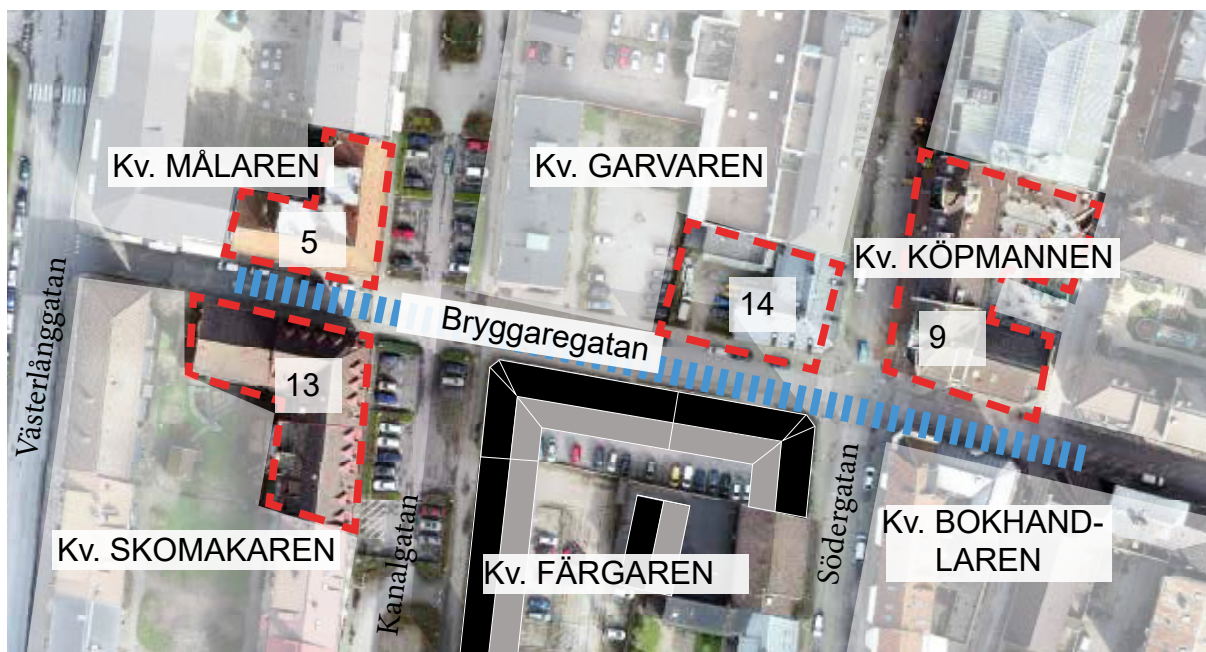 Kv. MÅLAREN
Kv. GARVAREN
Kv. KÖPMANNEN
5
14
9
Bryggaregatan
13
Västerlånggatan
Kanalgatan
Södergatan
Kv. SKOMAKAREN
Kv. FÄRGAREN
Kv. BOKHAND-
LAREN